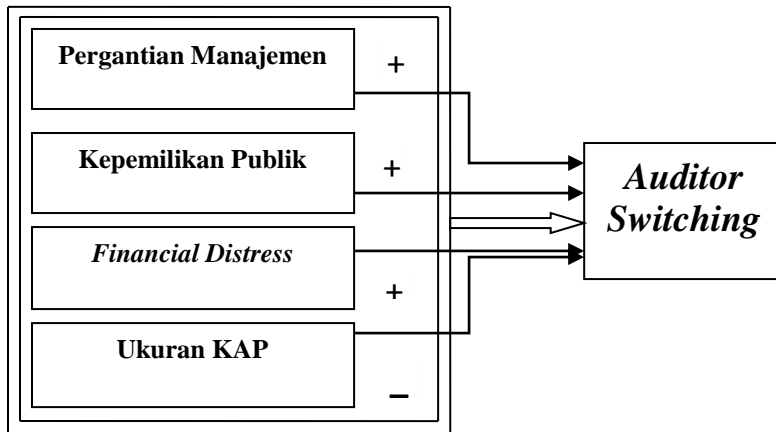 Pergantian Manajemen
+
Kepemilikan Publik
+
Auditor
Switching
Financial Distress
+
Ukuran KAP
–